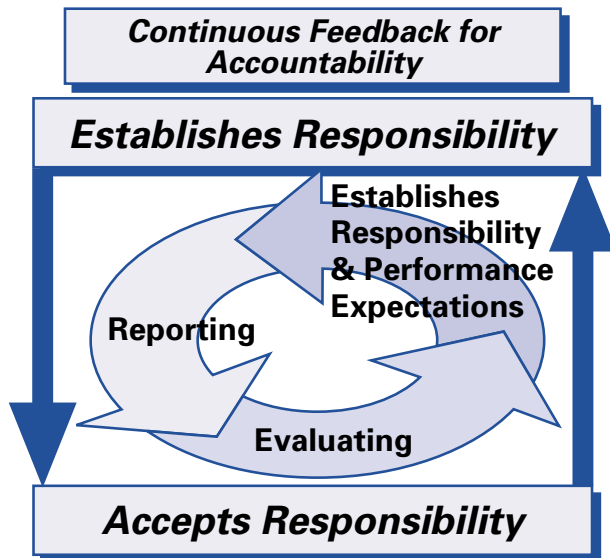 Continuous Feedback for
Accountability
Establishes Responsibility
Establishes
Responsibility
& Performance
Expectations
Reporting
Evaluating
Accepts Responsibility